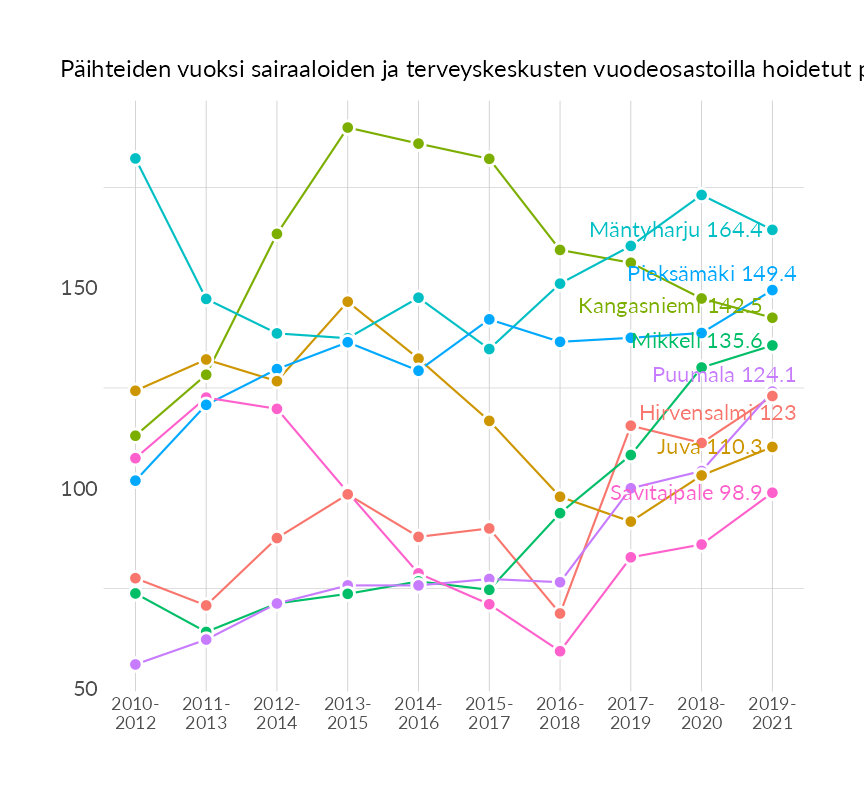 Päihteiden vuoksi sairaaloiden ja terveyskeskusten vuodeosastoilla hoidetut
Mäntyharju 164.4
Pieksämäki 149.4
150
Kangasniemi 142.5
Mikkeli 135.6
Puumala 124.1
Hirvensalmi 123
Juva 110.3
100
Savitaipale 98.9
50
2010- 2011- 2012- 2013- 2014- 2015- 2016- 2017- 2018- 2019-
2012 2013 2014 2015 2016 2017 2018 2019 2020 2021